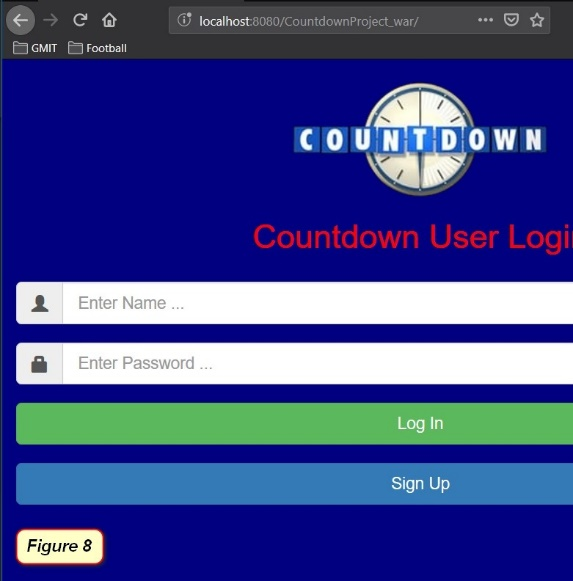 localhost:8080/CountdownProject_war/
GMIT Football
COUNTDOWN
Countdown User Logi
Enter Name ...
Enter Password ...
Log In
Sign Up
Figure 8